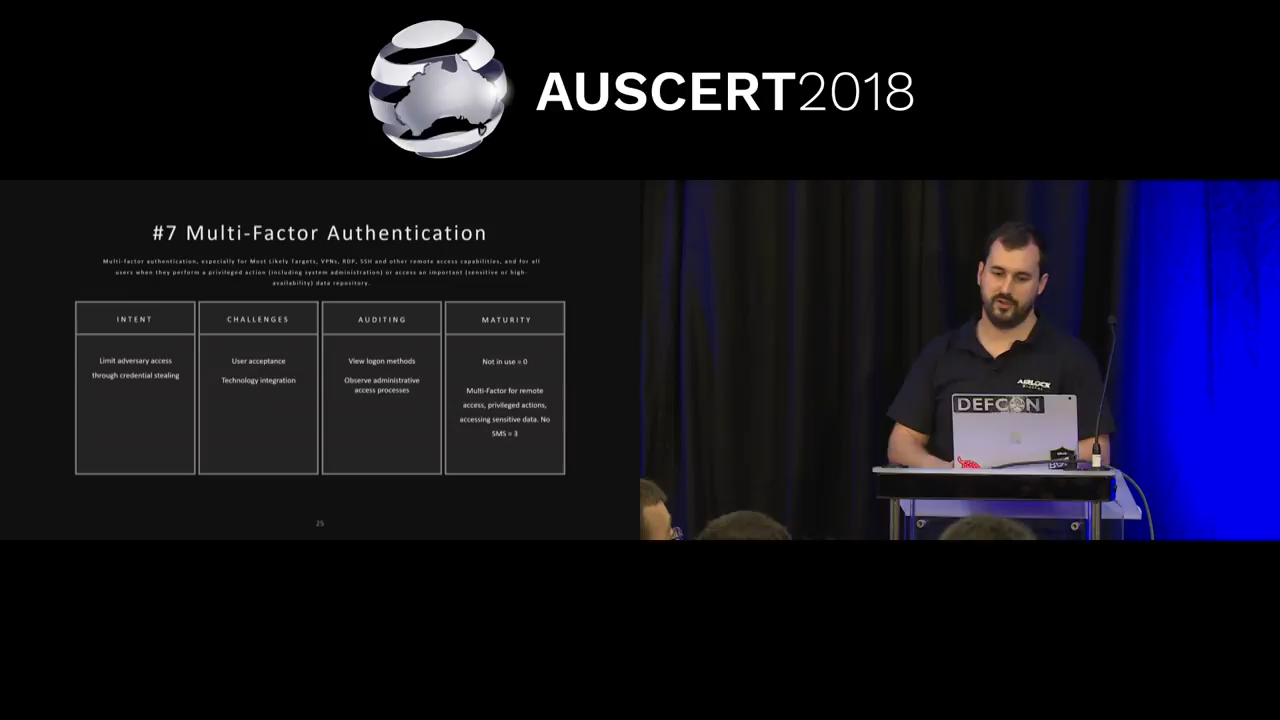 AUSCERT2018
#7 Multi-Factor Authentication
Multi-factor authentication, especially for Most Likely Targets, VPNs, RDP, SSH and other remote access capabilities, and for all
users when they perform a privileged action (including system administration) or access an important (sensitive or high-
availability) data repository.
INTENT
Limit adversary access
through credential stealing
CHALLENGES
User acceptance
Technology integration
AUDITING
View logon methods
Observe administrative
access processes
MATURITY
Not in use = 0
Multi-Factor for remote
access, privileged actions,
accessing sensitive data. No
SMS = 3
25
AIRLOCK
DEFCON